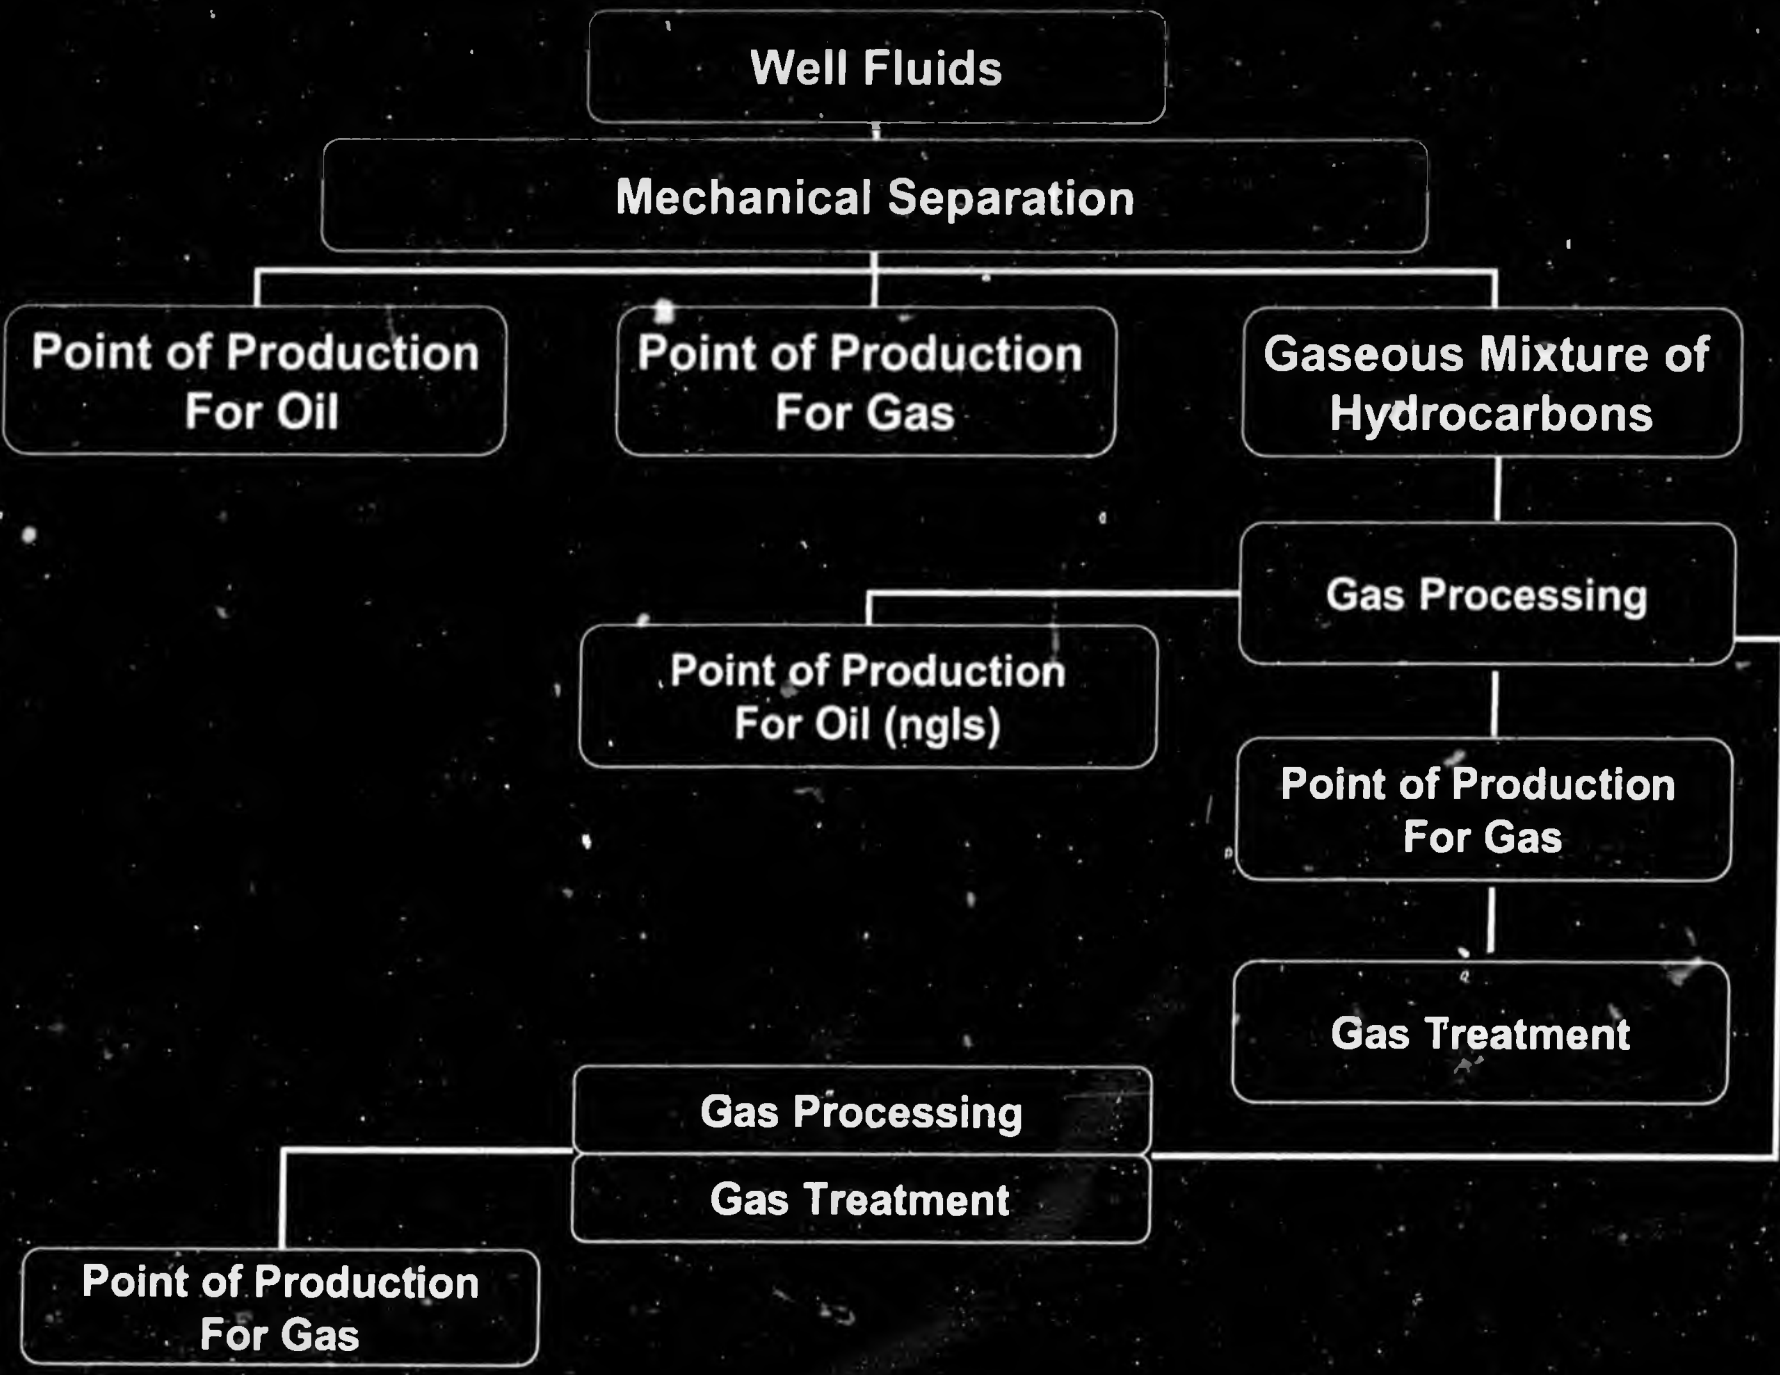 Well Fluids
Mechanical Separation
Point of Production
For Oil
Point of Production
For Gas
Gaseous Mixture of
Hydrocarbons
Gas Processing
Point of Production
For Oil (ngls)
Point of Production
For Gas
Gas Treatment
Gas Processing
Gas Treatment
Point of Production
For Gas